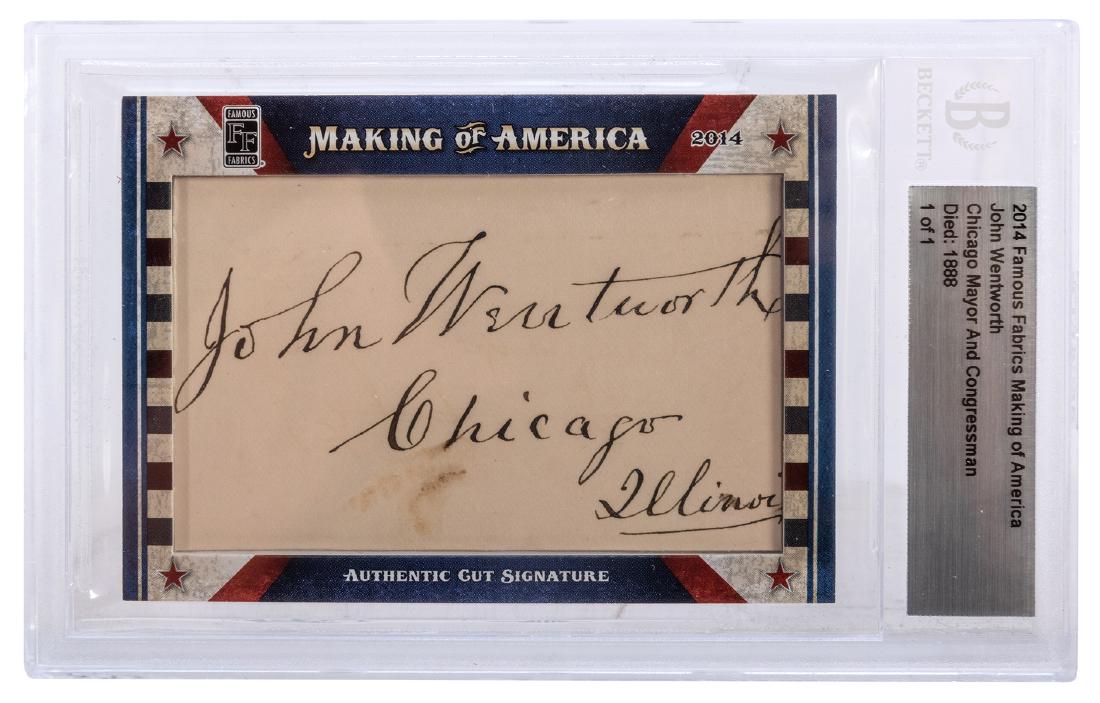 FAMOUS
FF
FABRICS
MAKING OF AMERICA
2014
John Wentworth
Chicago
Illinoi
AUTHENTIC CUT SIGNATURE
B
BECKETT®
2014 Famous Fabrics Making of America
John Wentworth
Chicago Mayor And Congressman
Died: 1888
1 of 1